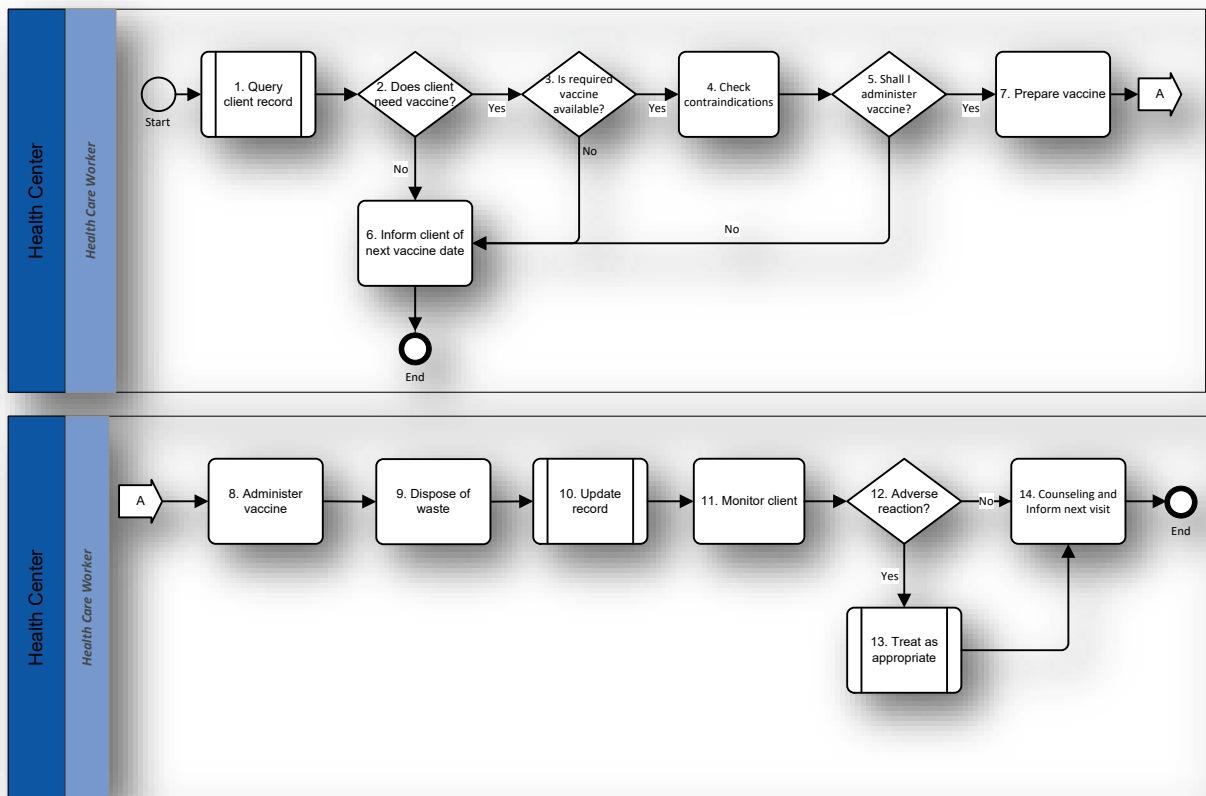 Health Center
Health Care Worker
Start
1. Query
client record
2. Does client
need vaccine?
Yes
3. Is required
vaccine
available?
Yes
4. Check
contraindications
5. Shall I
administer
vaccine?
Yes
7. Prepare vaccine
A
No
No
No
6. Inform client of
next vaccine date
End
Health Center
Health Care Worker
A
8. Administer
vaccine
9. Dispose of
waste
10. Update
record
11. Monitor client
12. Adverse
reaction?
No
14. Counseling and
Inform next visit
End
Yes
13. Treat as
appropriate